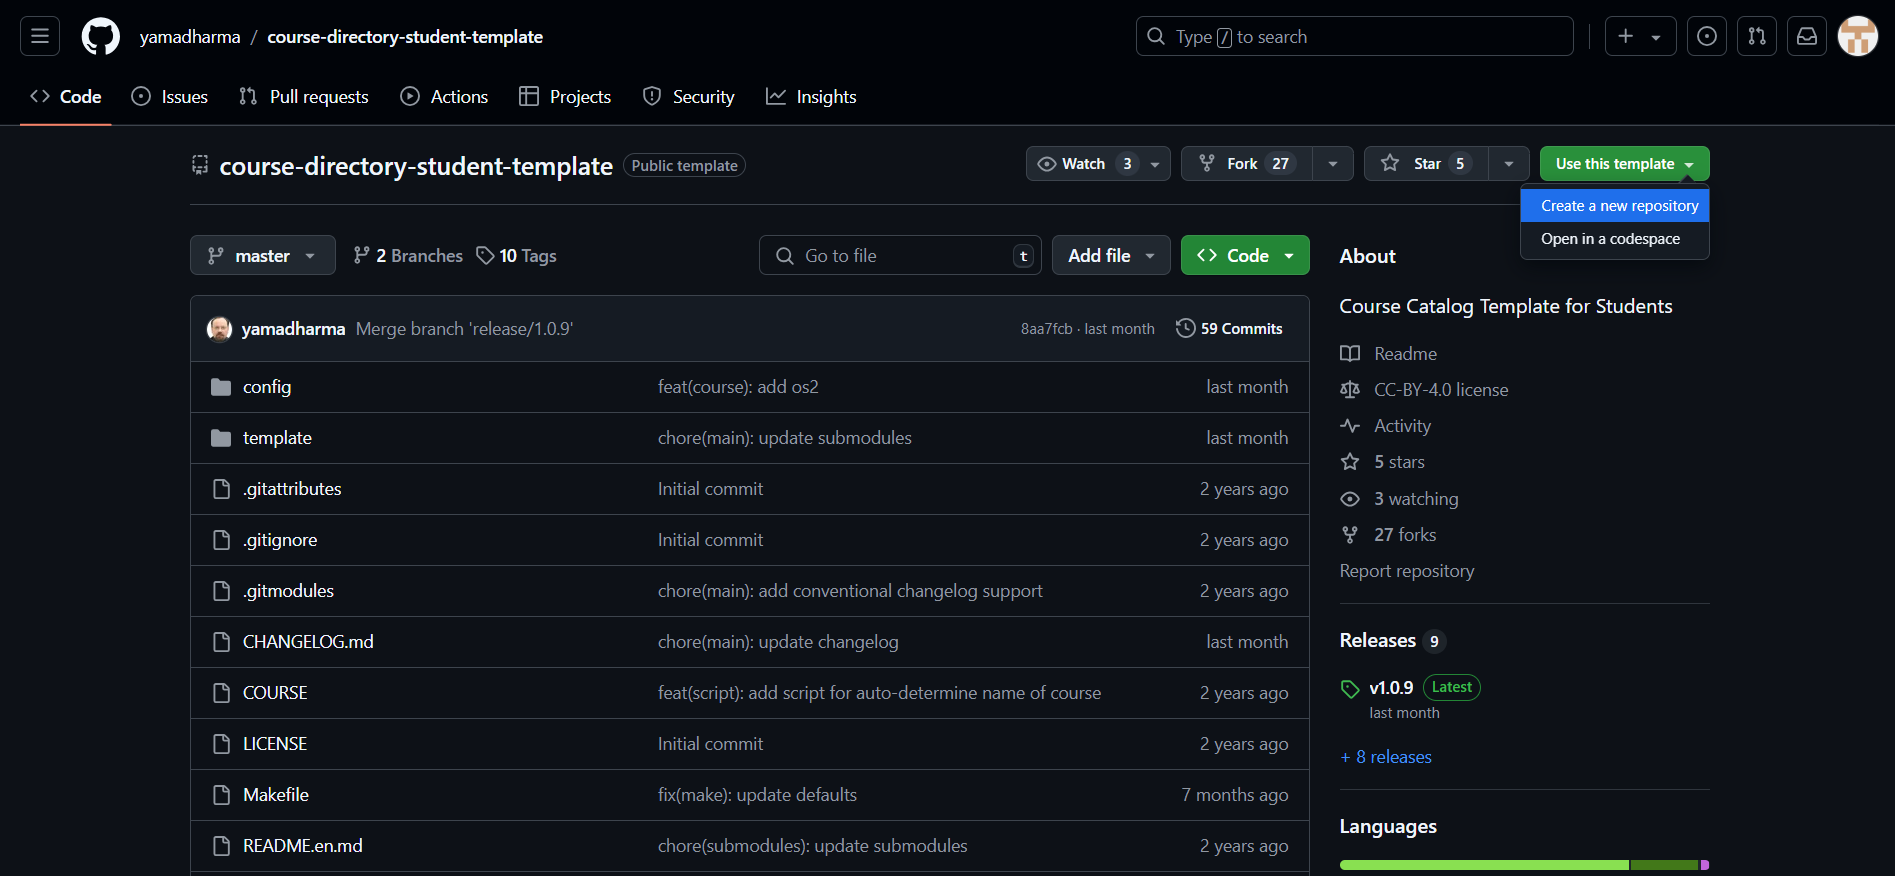 yamadharma / course-directory-student-template
Type / to search
Code Issues Pull requests Actions Projects Security Insights
course-directory-student-template Public template
Watch 3 Fork 27 Star 5 Use this template
Create a new repository
Open in a codespace
master 2 Branches 10 Tags Go to file t Add file Code
yamadharma Merge branch 'release/1.0.9' 8aa7fcb · last month 59 Commits
config feat(course): add os2 last month
template chore(main): update submodules last month
.gitattributes Initial commit 2 years ago
.gitignore Initial commit 2 years ago
.gitmodules chore(main): add conventional changelog support 2 years ago
CHANGELOG.md chore(main): update changelog last month
COURSE feat(script): add script for auto-determine name of course 2 years ago
LICENSE Initial commit 2 years ago
Makefile fix(make): update defaults 7 months ago
README.en.md chore(submodules): update submodules 2 years ago
About
Course Catalog Template for Students
Readme
CC-BY-4.0 license
Activity
5 stars
3 watching
27 forks
Report repository
Releases 9
v1.0.9 Latest
last month
+ 8 releases
Languages